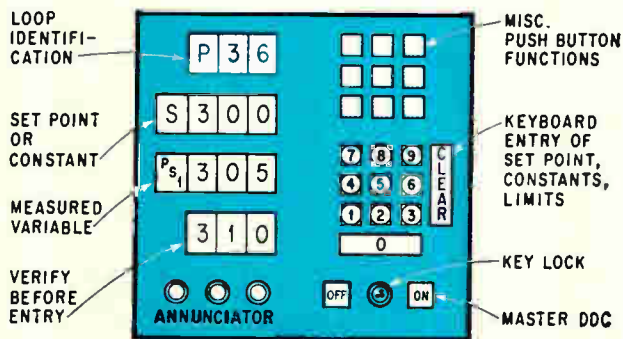 LOOP
IDENTIFI-
CATION
P 3 6
SET POINT
OR
CONSTANT
S 3 0 0
PS1 3 0 5
MEASURED
VARIABLE
3 1 0
VERIFY
BEFORE
ENTRY
ANNUNCIATOR
MISC.
PUSH BUTTON
FUNCTIONS
7 8 9
4 5 6
1 2 3
0
CLEAR
KEYBOARD
ENTRY OF
SET POINT,
CONSTANTS,
LIMITS
OFF
ON
KEY LOCK
MASTER DDC